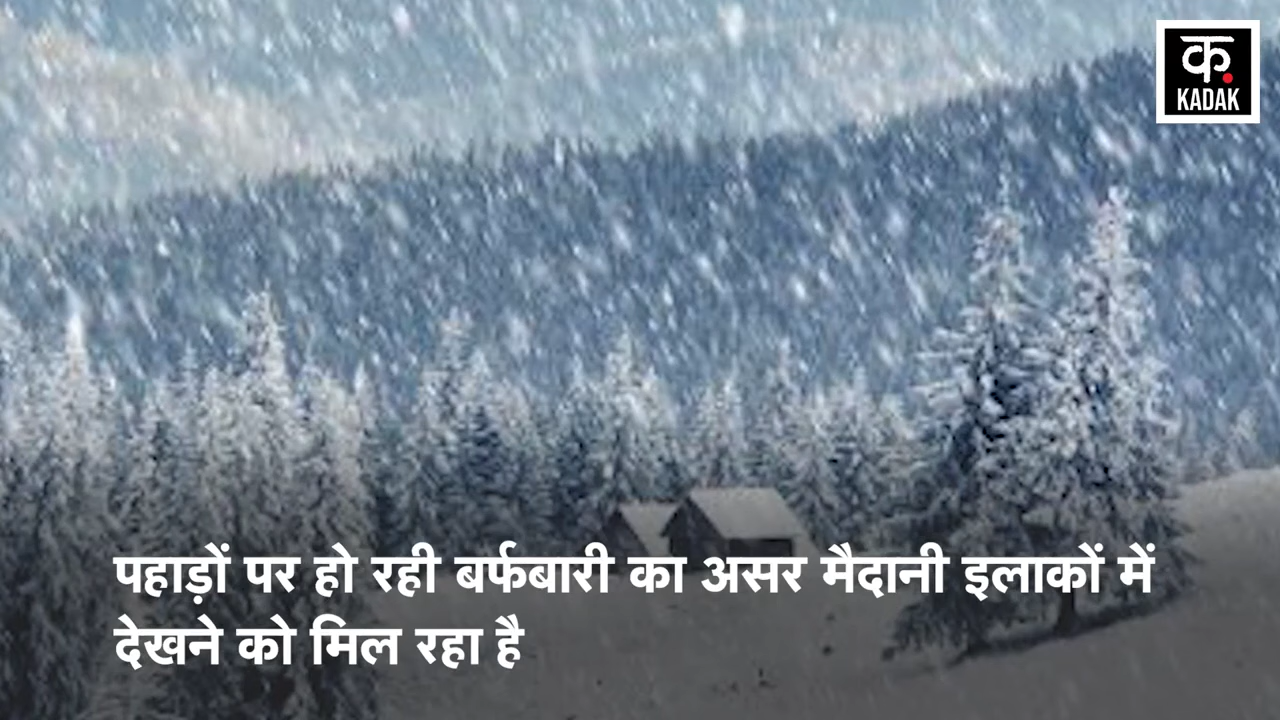 क
KADAK
पहाड़ों पर हो रही बर्फबारी का असर मैदानी इलाकों में
देखने को मिल रहा है